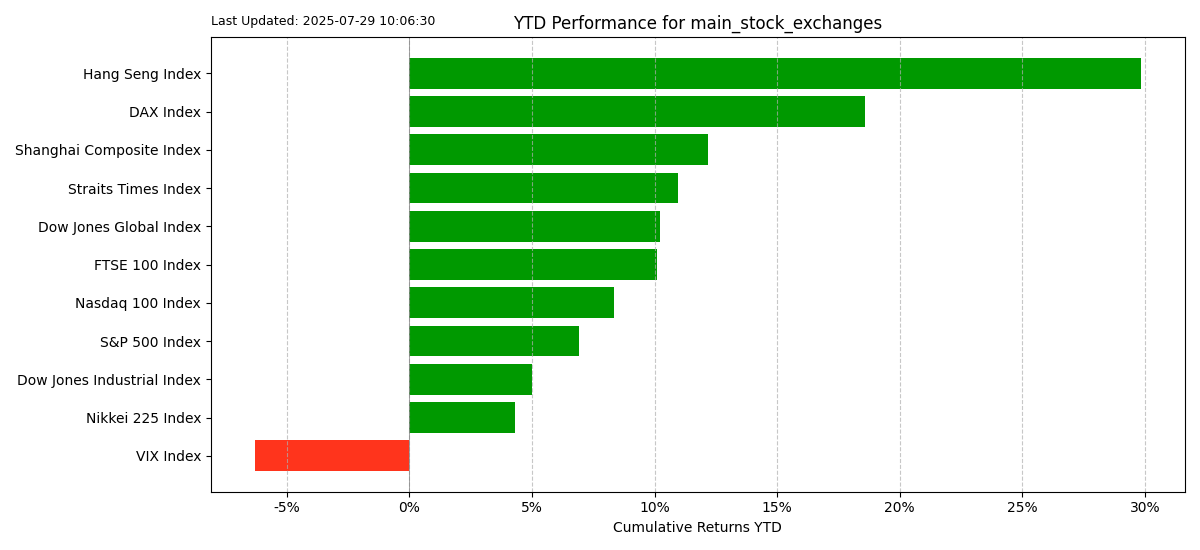 Last Updated: 2025-07-29 10:06:30
YTD Performance for main_stock_exchanges
Hang Seng Index
DAX Index
Shanghai Composite Index
Straits Times Index
Dow Jones Global Index
FTSE 100 Index
Nasdaq 100 Index
S&P 500 Index
Dow Jones Industrial Index
Nikkei 225 Index
VIX Index
-5% 0% 5% 10% 15% 20% 25% 30%
Cumulative Returns YTD